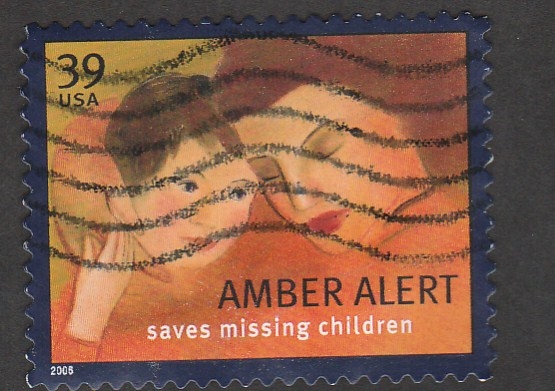 39
USA
AMBER ALERT
saves missing children
2006